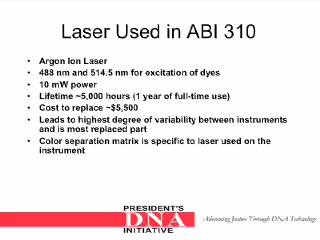 Laser Used in ABI 310
• Argon Ion Laser
• 488 nm and 514.5 nm for excitation of dyes
• 10 mW power
• Lifetime ~5,000 hours (1 year of full-time use)
• Cost to replace ~$5,500
• Leads to highest degree of variability between instruments
and is most replaced part
• Color separation matrix is specific to laser used on the
instrument
PRESIDENT'S
DNA
INITIATIVE
Advancing Justice Through DNA Technology